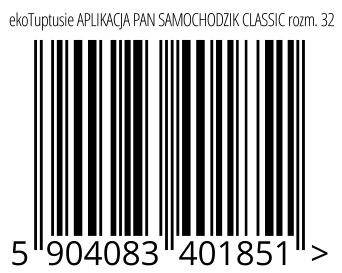 ekoTuptusie APLIKACJA PAN SAMOCHODZIK CLASSIC rozm. 32
5 904083 401851 >